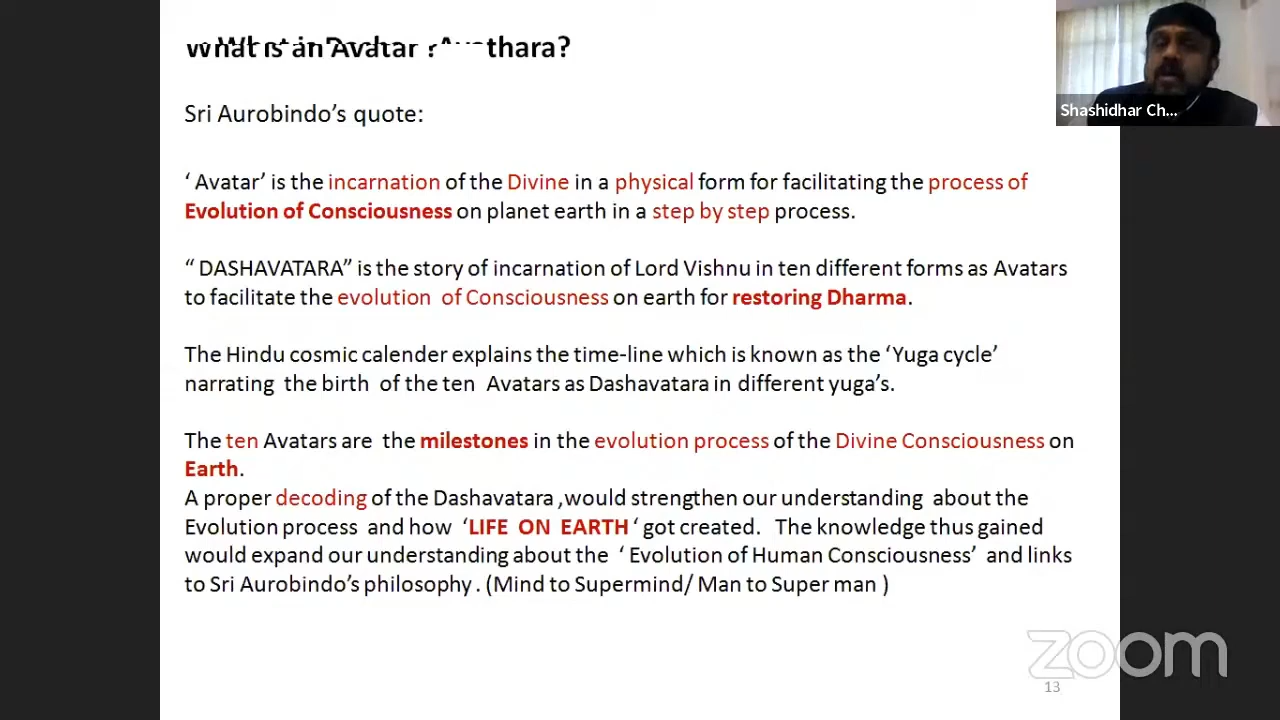 What is an Avatar
thara?
Shashidhar Ch...
Sri Aurobindo's quote:
‘ Avatar’ is the incarnation of the Divine in a physical form for facilitating the process of
Evolution of Consciousness on planet earth in a step by step process.
“ DASHAVATARA” is the story of incarnation of Lord Vishnu in ten different forms as Avatars
to facilitate the evolution of Consciousness on earth for restoring Dharma.
The Hindu cosmic calender explains the time-line which is known as the ‘Yuga cycle’
narrating the birth of the ten Avatars as Dashavatara in different yuga’s.
The ten Avatars are the milestones in the evolution process of the Divine Consciousness on
Earth.
A proper decoding of the Dashavatara ,would strengthen our understanding about the
Evolution process and how ‘LIFE ON EARTH ‘ got created. The knowledge thus gained
would expand our understanding about the ‘ Evolution of Human Consciousness’ and links
to Sri Aurobindo’s philosophy . (Mind to Supermind/ Man to Super man )
zoom
13